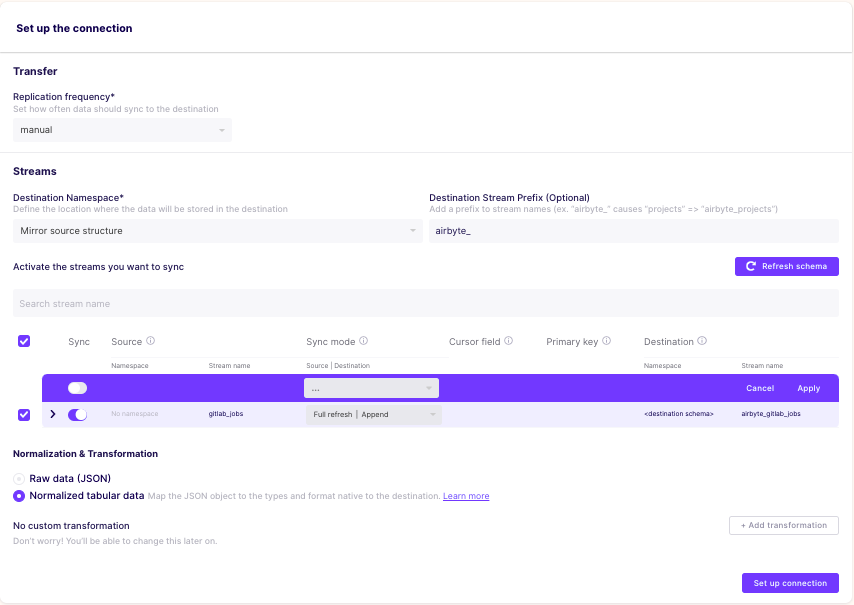 Set up the connection
Transfer
Replication frequency*
Set how often data should sync to the destination
manual
Streams
Destination Namespace*
Define the location where the data will be stored in the destination
Mirror source structure
Destination Stream Prefix (Optional)
Add a prefix to stream names (ex. "airbyte_" causes "projects" => "airbyte_projects")
airbyte_
Activate the streams you want to sync
Refresh schema
Search stream name
Sync Source Sync mode Cursor field Primary key Destination
Namespace Stream name Source | Destination Namespace Stream name
... Cancel Apply
No namespace gitlab_jobs Full refresh | Append <destination schema> airbyte_gitlab_jobs
Normalization & Transformation
Raw data (JSON)
Normalized tabular data Map the JSON object to the types and format native to the destination. Learn more
No custom transformation
Don't worry! You'll be able to change this later on.
+ Add transformation
Set up connection